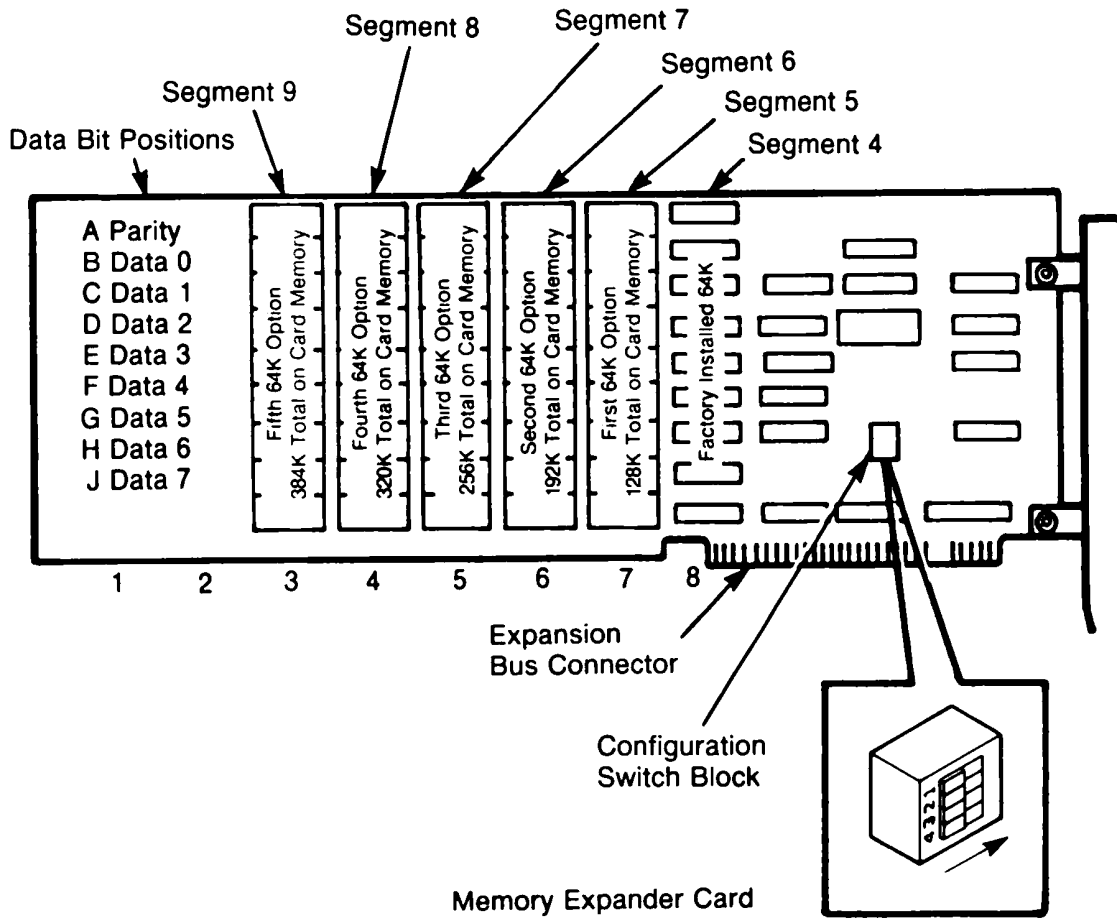 Segment 8
Segment 7
Segment 6
Segment 9
Segment 5
Data Bit Positions
Segment 4
A Parity
B Data 0
C Data 1
D Data 2
E Data 3
F Data 4
G Data 5
H Data 6
J Data 7
Fifth 64K Option
384K Total on Card Memory
Fourth 64K Option
320K Total on Card Memory
Third 64K Option
256K Total on Card Memory
Second 64K Option
192K Total on Card Memory
First 64K Option
128K Total on Card Memory
Factory Installed 64K
1 2 3 4 5 6 7 8
Expansion
Bus Connector
Configuration
Switch Block
4 3 2 1
Memory Expander Card